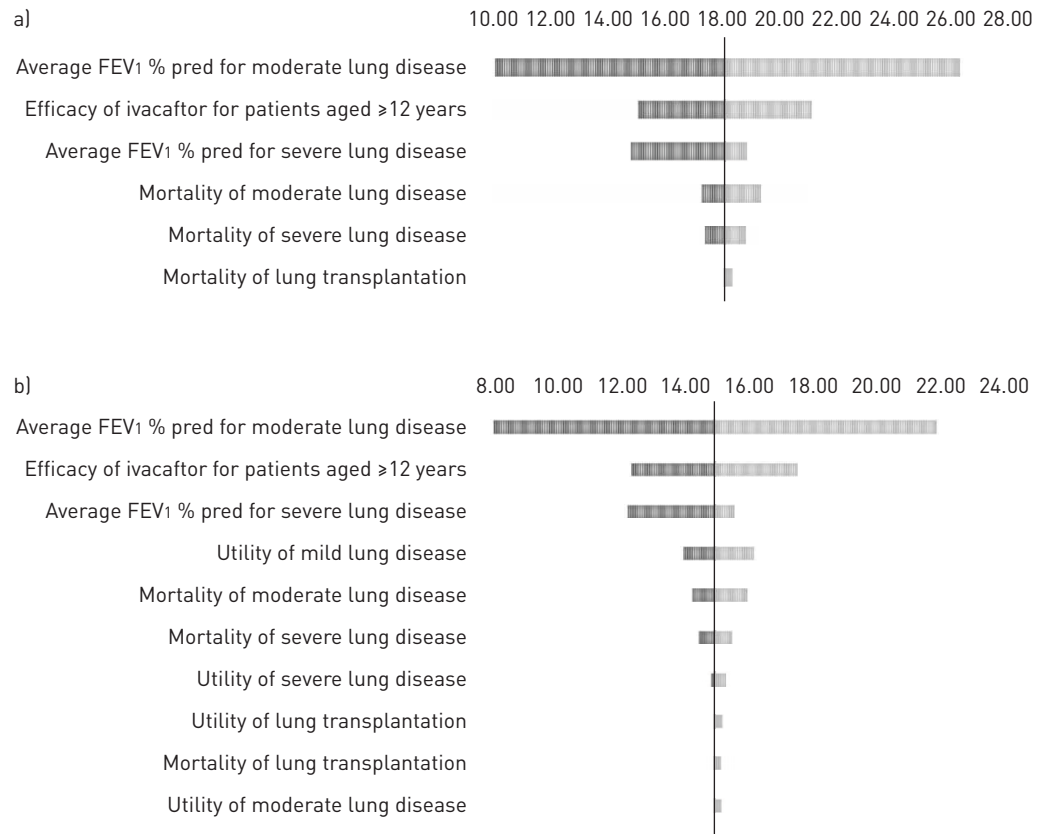 a)
10.00 12.00 14.00 16.00 18.00 20.00 22.00 24.00 26.00 28.00
Average FEV1 % pred for moderate lung disease
Efficacy of ivacaftor for patients aged ≥12 years
Average FEV1 % pred for severe lung disease
Mortality of moderate lung disease
Mortality of severe lung disease
Mortality of lung transplantation
b)
8.00 10.00 12.00 14.00 16.00 18.00 20.00 22.00 24.00
Average FEV1 % pred for moderate lung disease
Efficacy of ivacaftor for patients aged ≥12 years
Average FEV1 % pred for severe lung disease
Utility of mild lung disease
Mortality of moderate lung disease
Mortality of severe lung disease
Utility of severe lung disease
Utility of lung transplantation
Mortality of lung transplantation
Utility of moderate lung disease